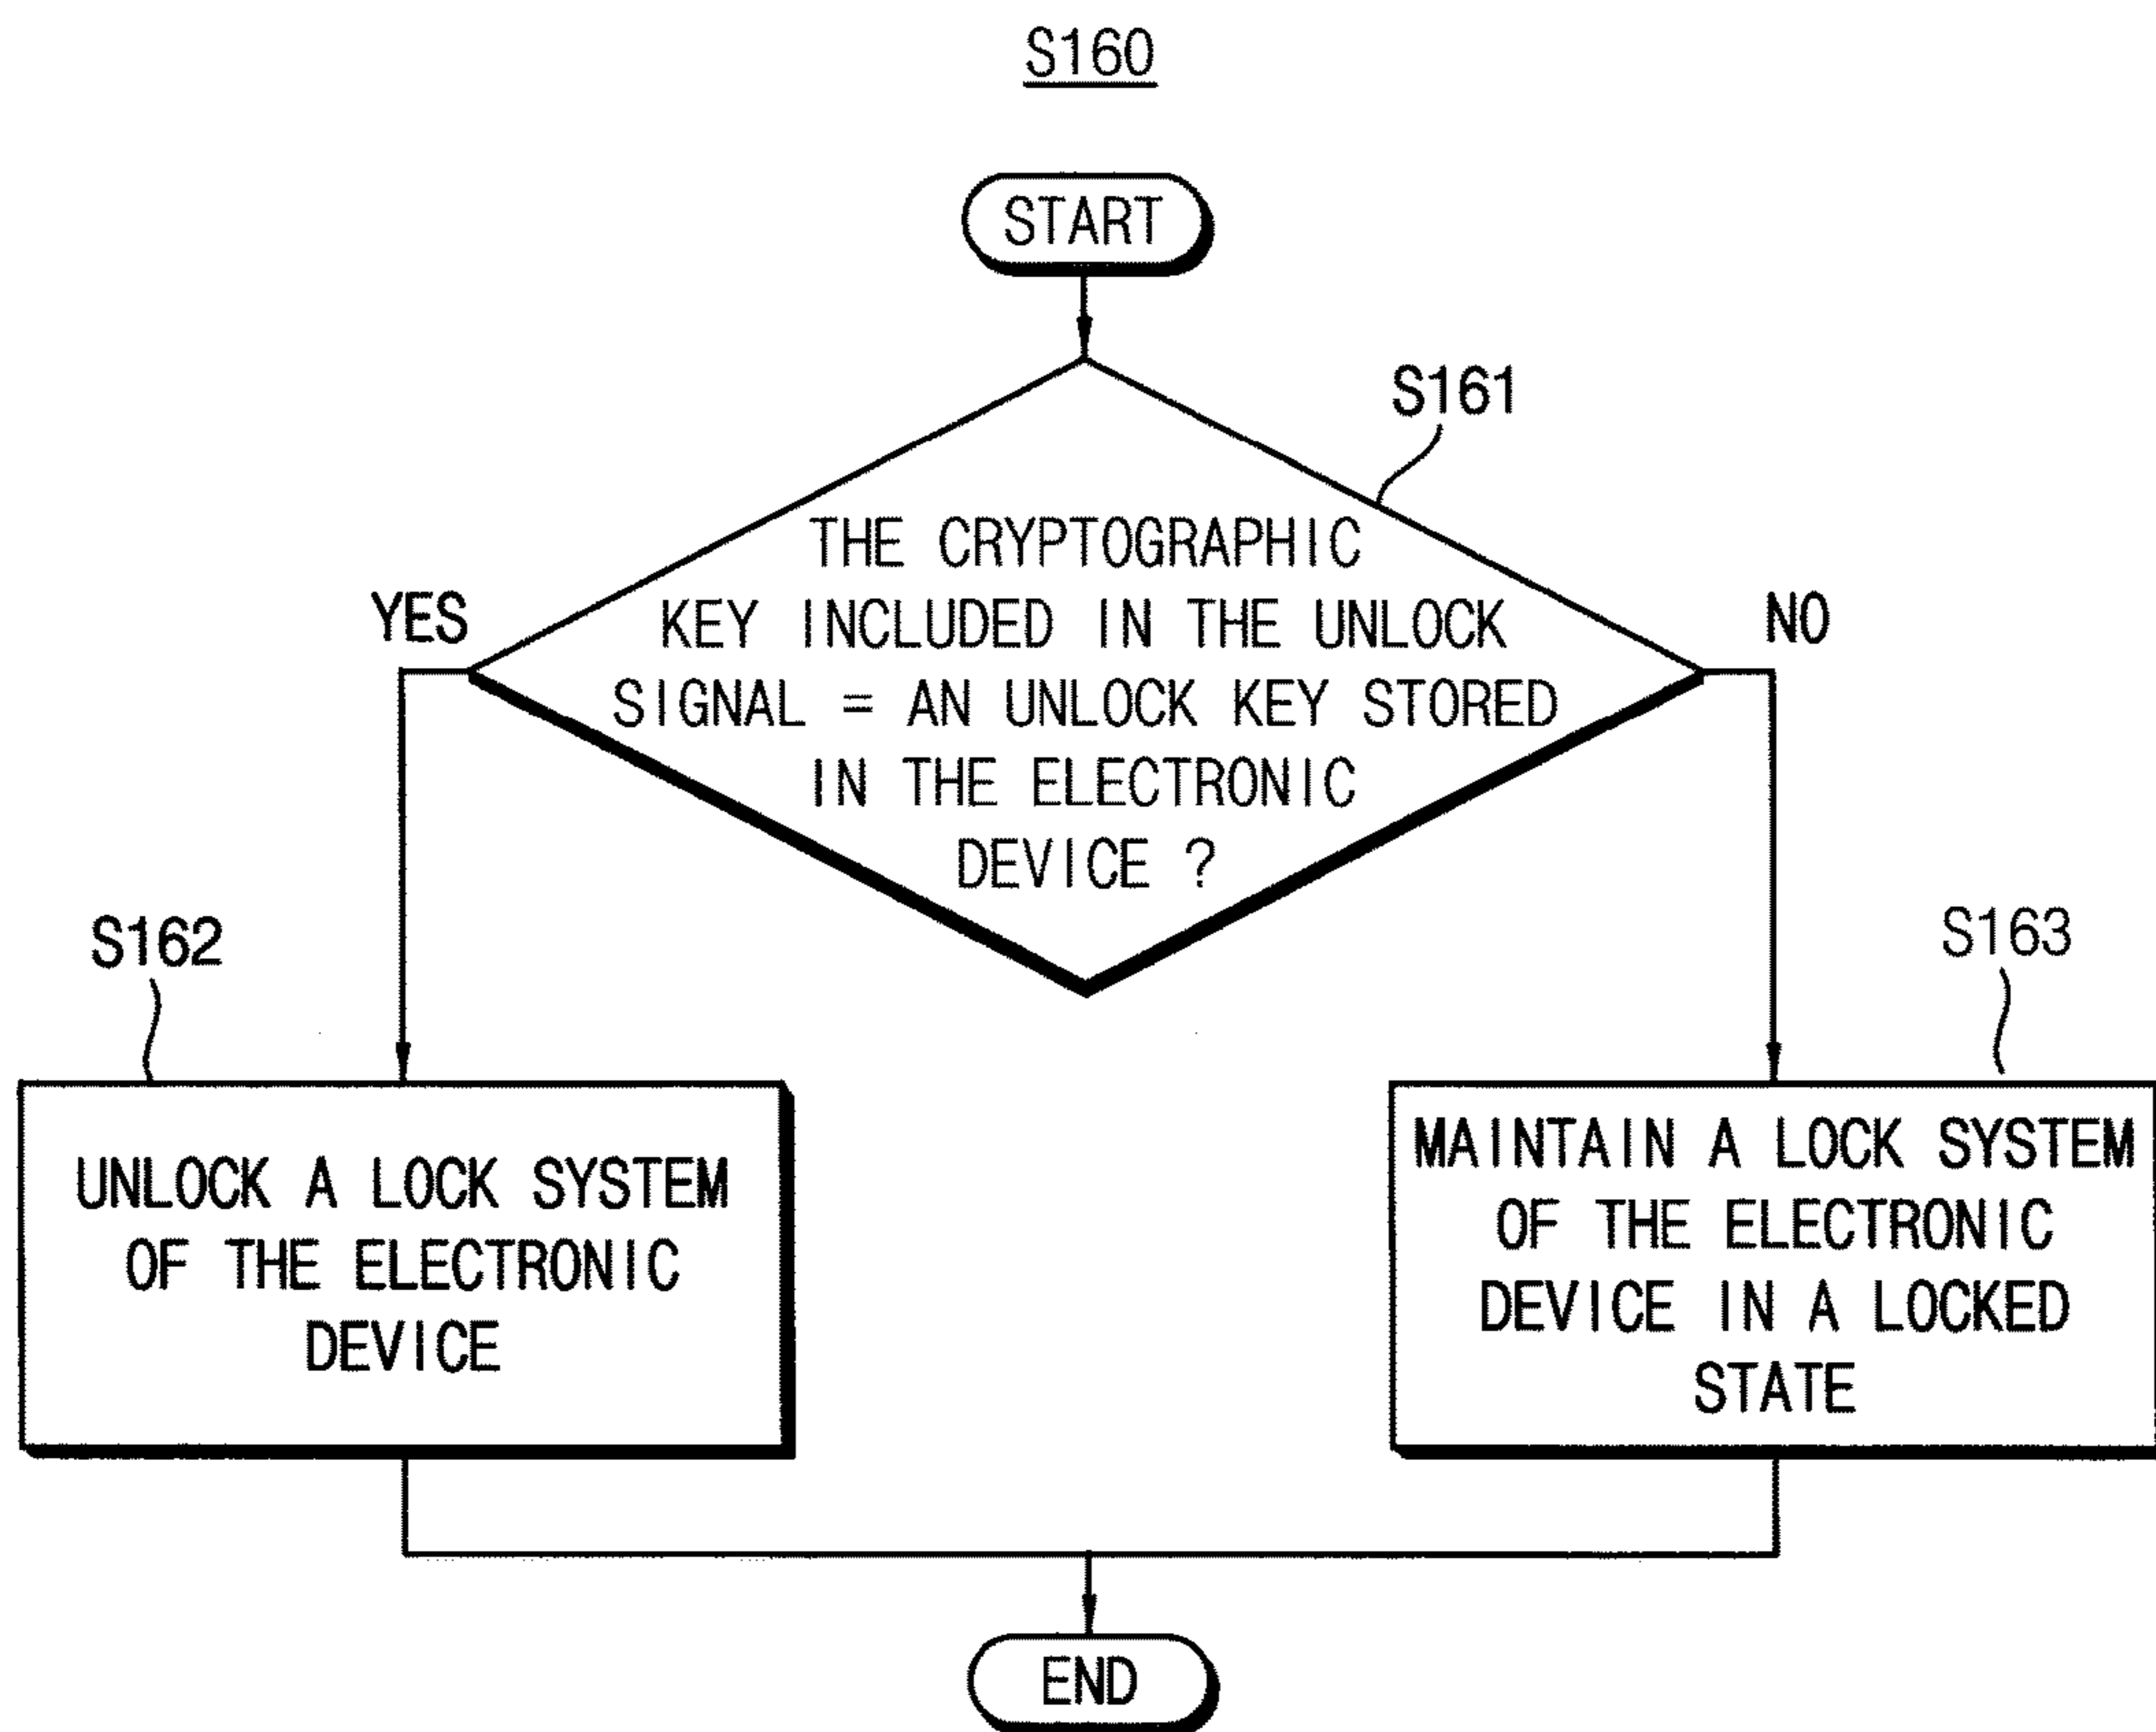 S160
START
S161
THE CRYPTOGRAPHIC
KEY INCLUDED IN THE UNLOCK
SIGNAL = AN UNLOCK KEY STORED
IN THE ELECTRONIC
DEVICE ?
YES
NO
S162
UNLOCK A LOCK SYSTEM
OF THE ELECTRONIC
DEVICE
S163
MAINTAIN A LOCK SYSTEM
OF THE ELECTRONIC
DEVICE IN A LOCKED
STATE
END